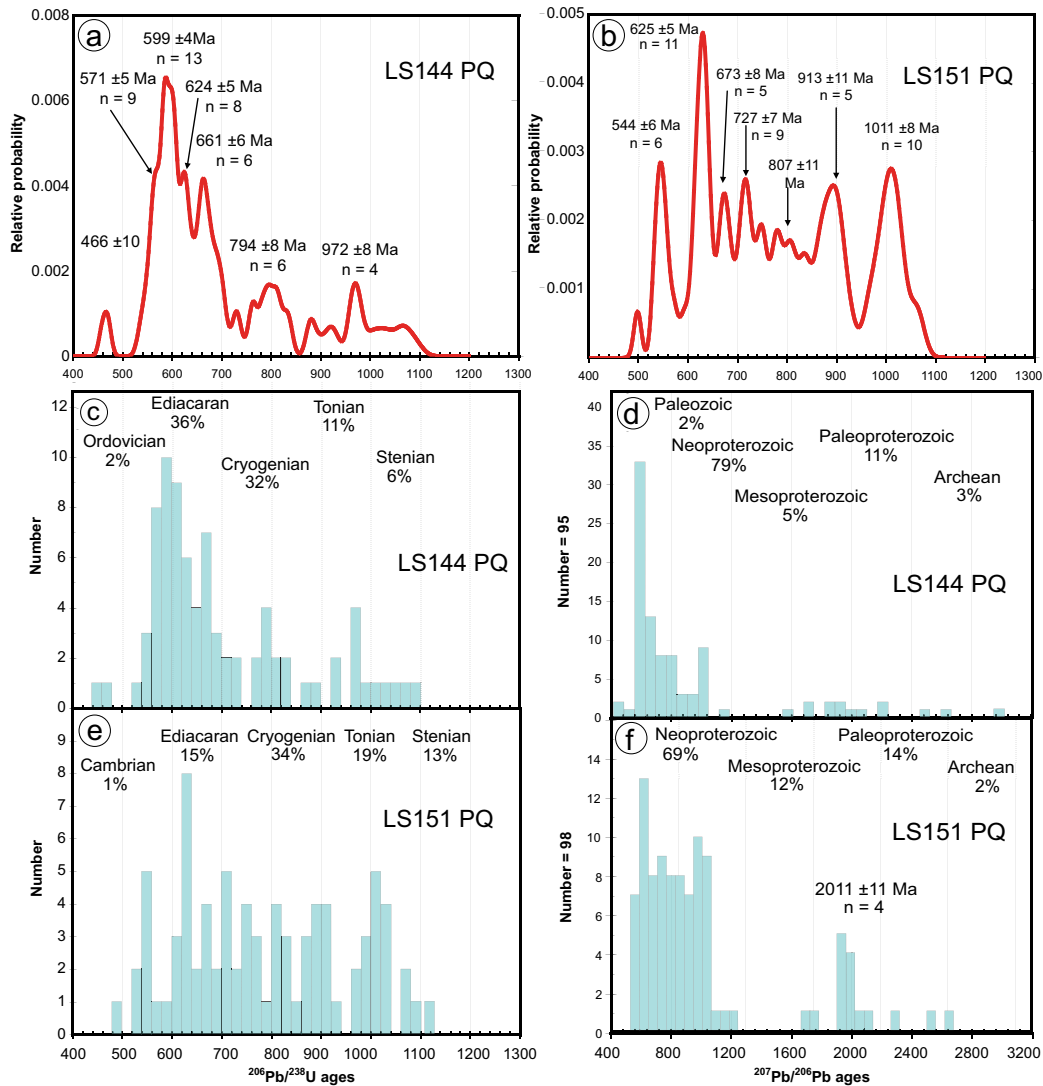 a
LS144 PQ
599 ±4Ma
n = 13
571 ±5 Ma
n = 9
624 ±5 Ma
n = 8
661 ±6 Ma
n = 6
466 ±10
794 ±8 Ma
n = 6
972 ±8 Ma
n = 4
Relative probability
0.008
0.006
0.004
0.002
0
400 500 600 700 800 900 1000 1100 1200 1300
b
LS151 PQ
625 ±5 Ma
n = 11
673 ±8 Ma
n = 5
913 ±11 Ma
n = 5
544 ±6 Ma
n = 6
727 ±7 Ma
n = 9
1011 ±8 Ma
n = 10
807 ±11
Ma
Relative probability
0.005
0.004
0.003
0.002
0.001
400 500 600 700 800 900 1000 1100 1200 1300
c
Ediacaran
36%
Tonian
11%
Ordovician
2%
Cryogenian
32%
Stenian
6%
LS144 PQ
Number
12
10
8
6
4
2
0
d
Paleozoic
2%
Neoproterozoic
79%
Paleoproterozoic
11%
Mesoproterozoic
5%
Archean
3%
LS144 PQ
Number = 95
40
35
30
25
20
15
10
5
0
e
Ediacaran
15%
Cryogenian
34%
Tonian
19%
Stenian
13%
Cambrian
1%
LS151 PQ
Number
9
8
7
6
5
4
3
2
1
0
400 500 600 700 800 900 1000 1100 1200 1300
206Pb/238U ages
f
Neoproterozoic
69%
Paleoproterozoic
14%
Mesoproterozoic
12%
Archean
2%
LS151 PQ
2011 ±11 Ma
n = 4
Number = 98
14
12
10
8
6
4
2
0
400 800 1200 1600 2000 2400 2800 3200
207Pb/206Pb ages